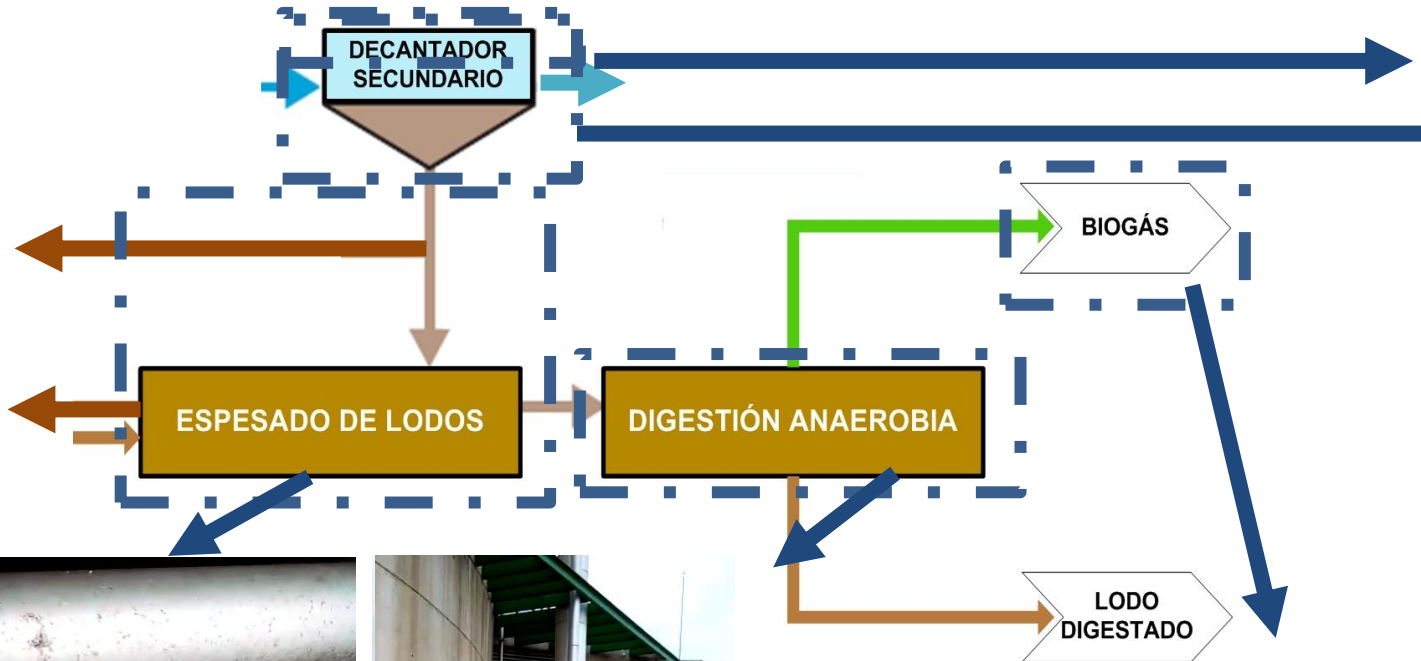 DECANTADOR
SECUNDARIO
BIOGÁS
ESPESADO DE LODOS
DIGESTIÓN ANAEROBIA
LODO
DIGESTADO